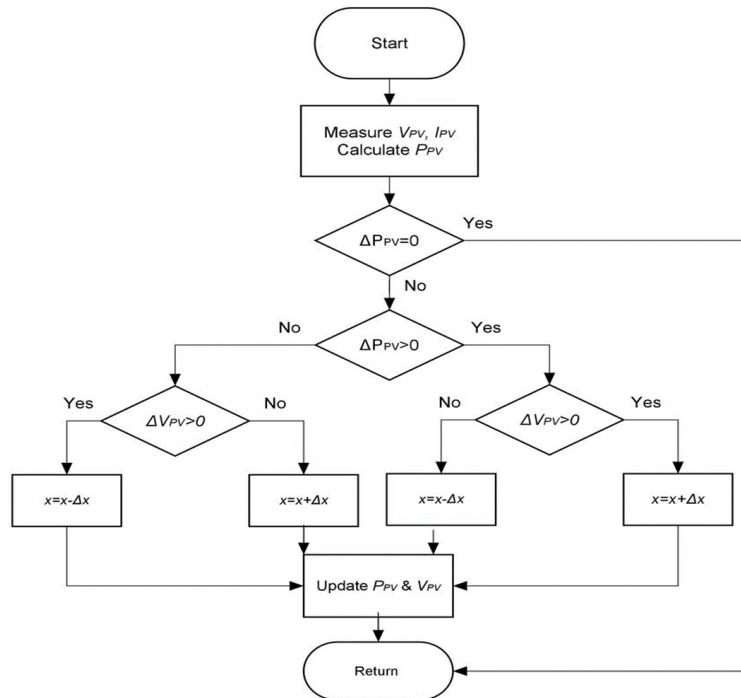 Start
Measure VPV, IPV
Calculate PPV
Yes
ΔPPV=0
No
No
Yes
ΔPPV>0
Yes
No
No
Yes
ΔVPV>0
ΔVPV>0
x=x-Δx
x=x+Δx
x=x-Δx
x=x+Δx
Update PPV & VPV
Return